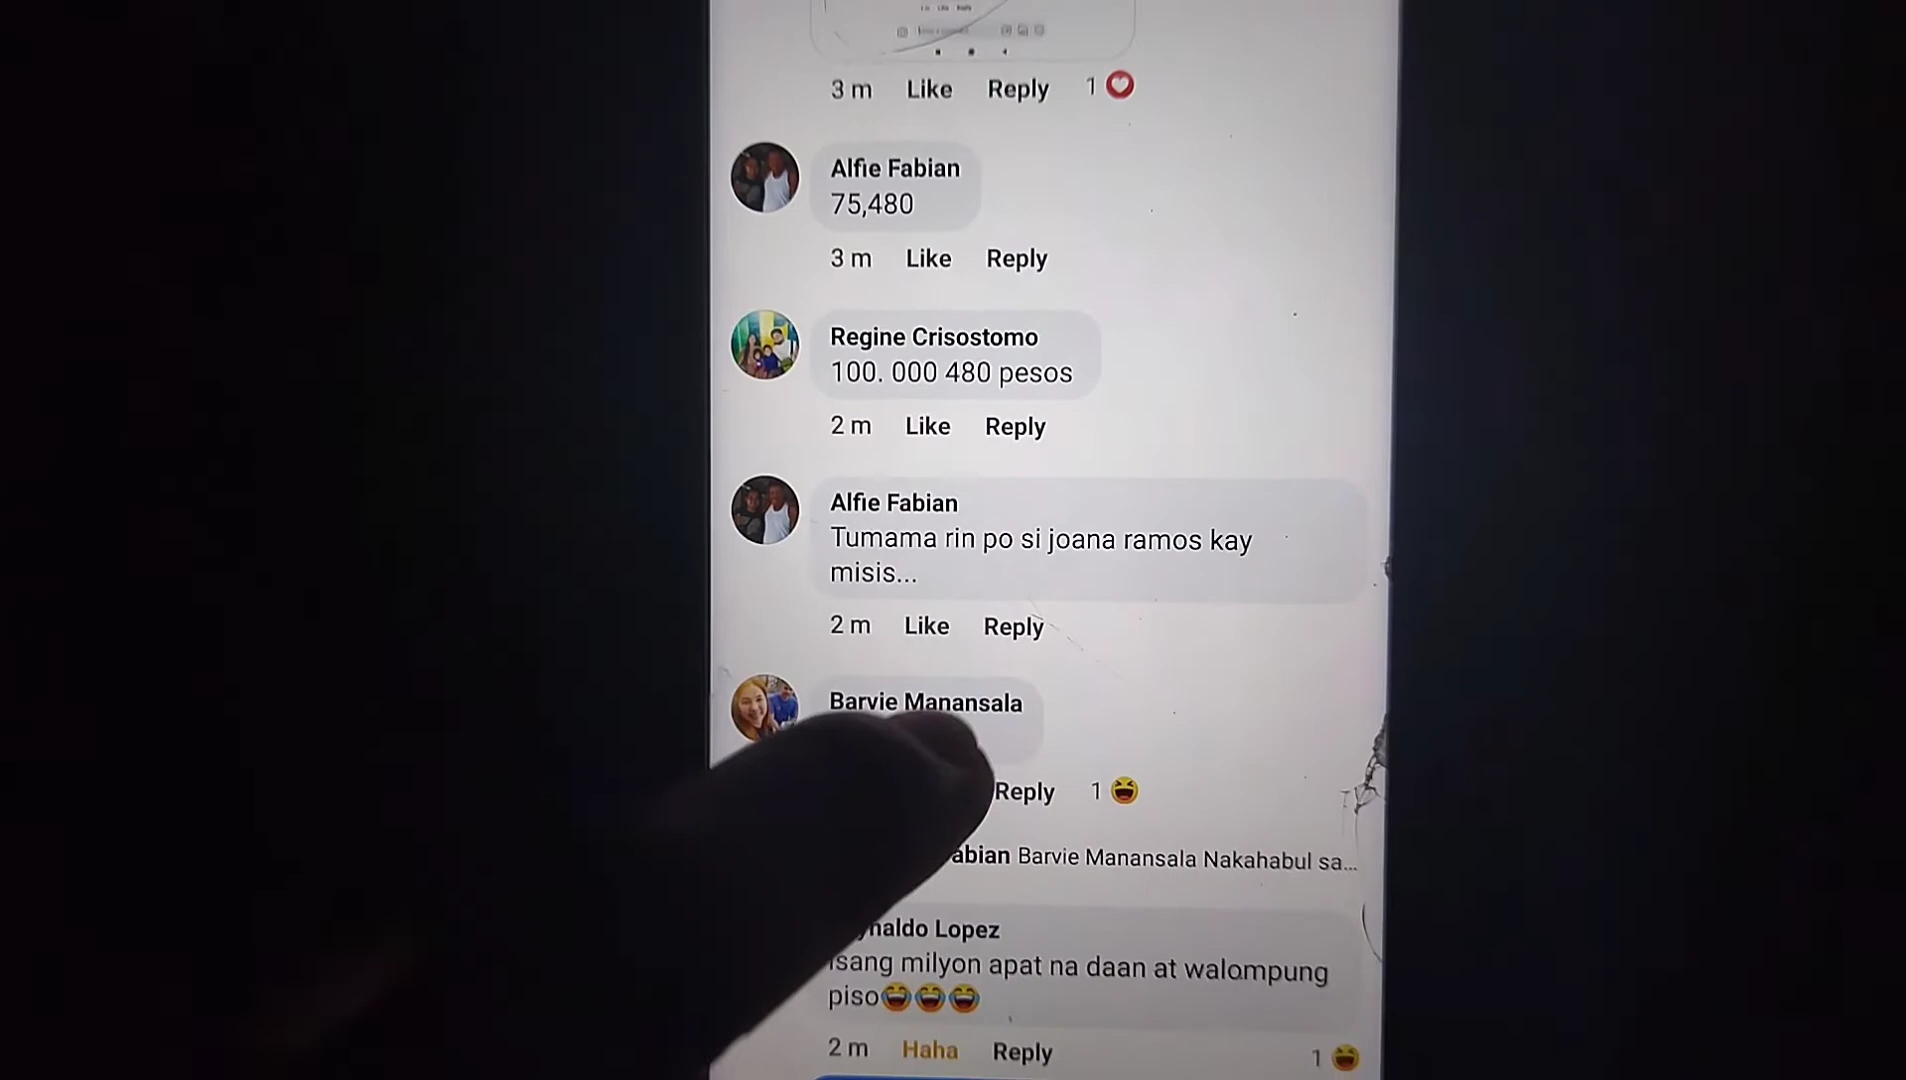 3 m Like Reply 1
Alfie Fabian
75,480
3 m Like Reply
Regine Crisostomo
100. 000 480 pesos
2 m Like Reply
Alfie Fabian
Tumama rin po si joana ramos kay
misis...
2 m Like Reply
Barvie Manansala
Reply 1
abian Barvie Manansala Nakahabul sa...
naldo Lopez
Isang milyon apat na daan at walompung
piso😂😂😂
2 m Haha Reply 1